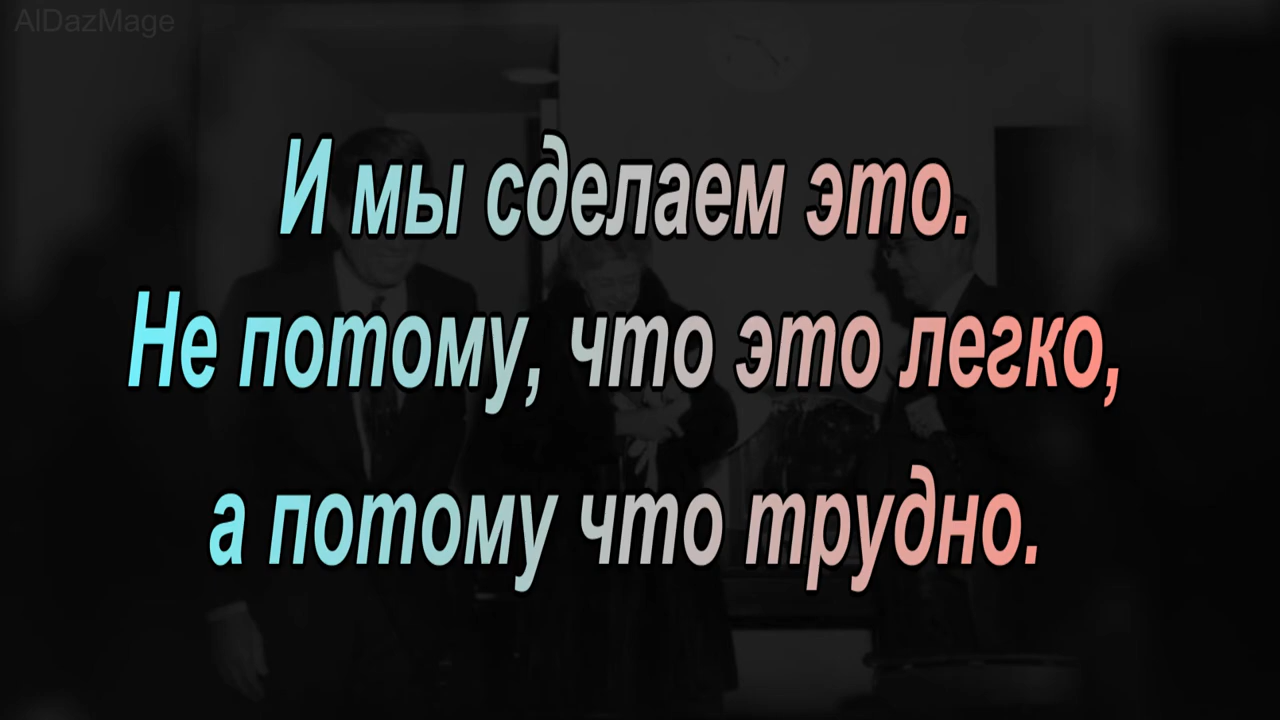 AlDazMage
И мы сделаем это.
Не потому, что это легко,
а потому что трудно.